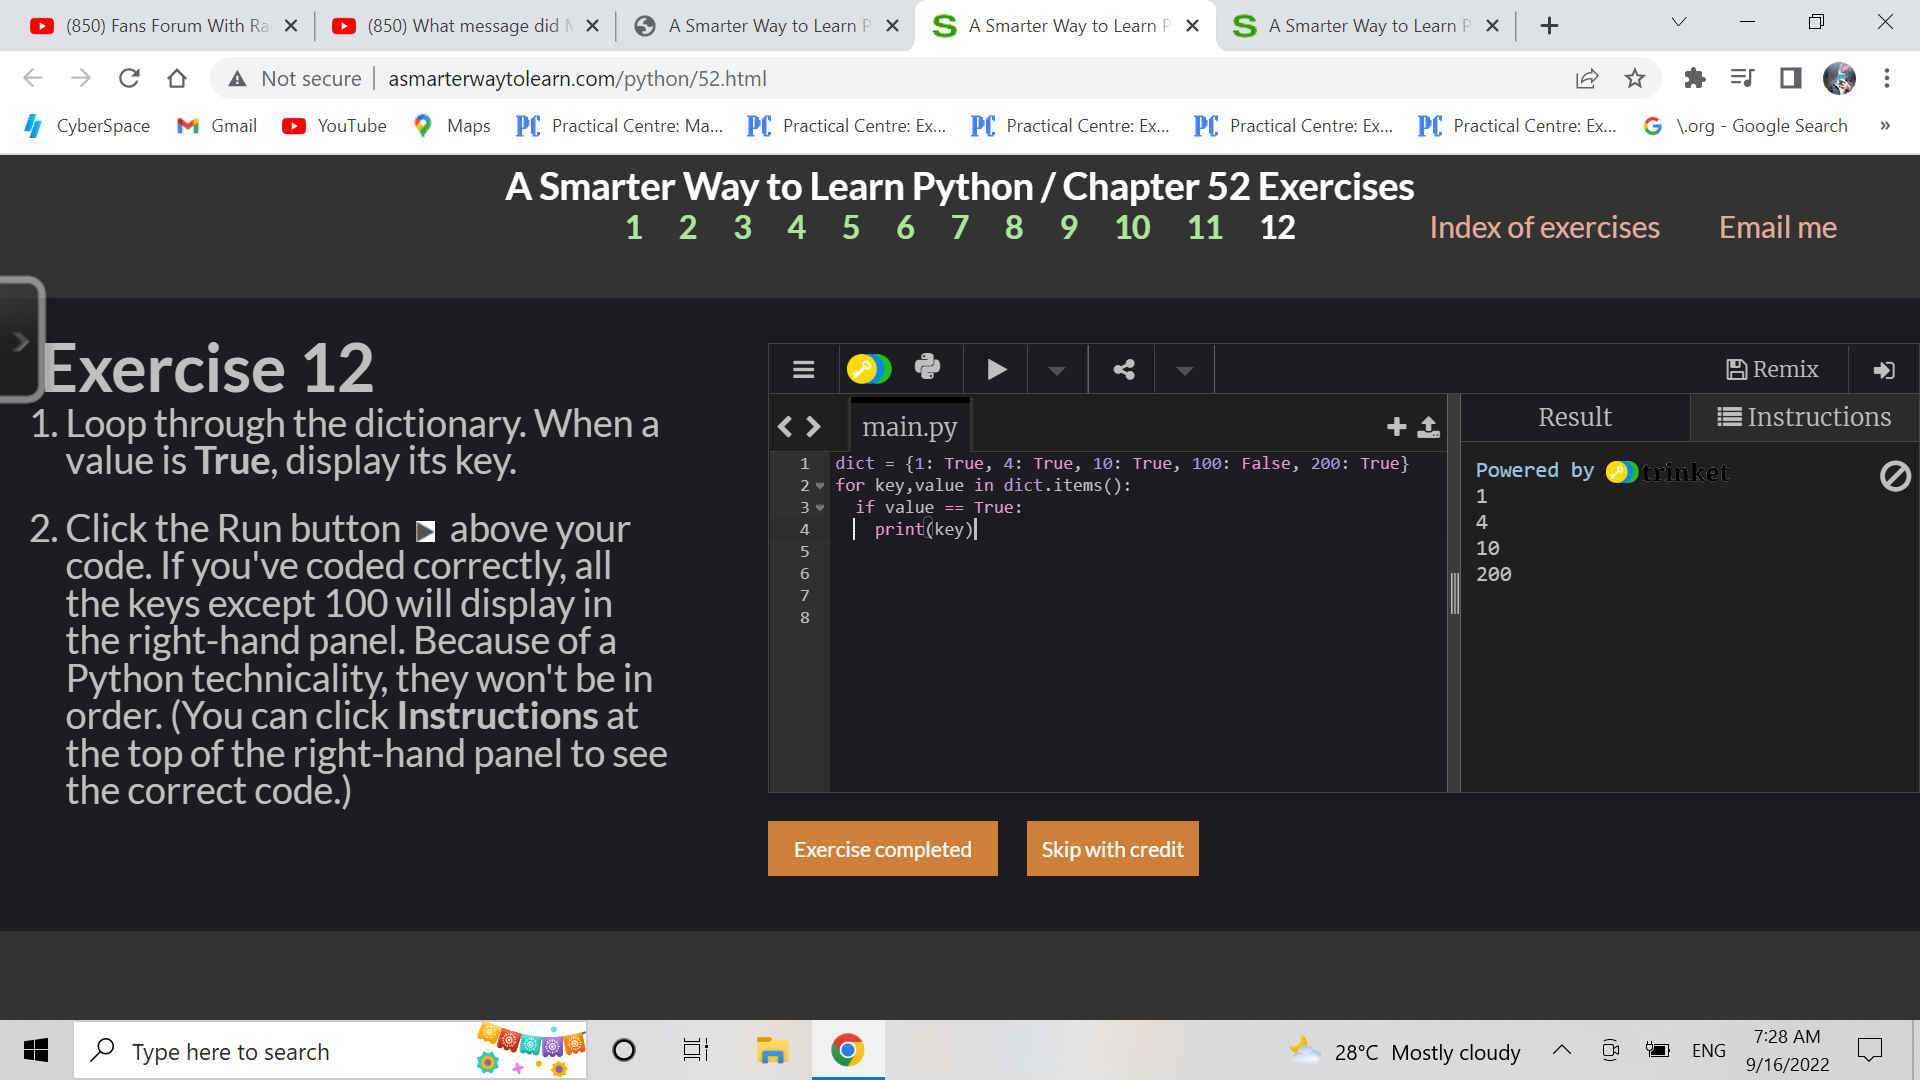 (850) Fans Forum With Ra
(850) What message did
A Smarter Way to Learn P
A Smarter Way to Learn P
A Smarter Way to Learn P
Not secure
asmarterwaytolearn.com/python/52.html
CyberSpace
Gmail
YouTube
Maps
PC Practical Centre: Ma...
PC Practical Centre: Ex...
PC Practical Centre: Ex...
PC Practical Centre: Ex...
PC Practical Centre: Ex...
\.org - Google Search
»
A Smarter Way to Learn Python / Chapter 52 Exercises
1 2 3 4 5 6 7 8 9 10 11 12
Index of exercises
Email me
Exercise 12
1. Loop through the dictionary. When a
value is True, display its key.
2. Click the Run button above your
code. If you've coded correctly, all
the keys except 100 will display in
the right-hand panel. Because of a
Python technicality, they won't be in
order. (You can click Instructions at
the top of the right-hand panel to see
the correct code.)
Remix
main.py
Result
Instructions
1 dict = {1: True, 4: True, 10: True, 100: False, 200: True}
2 for key,value in dict.items():
3 if value == True:
4 print(key)
5
6
7
8
Powered by trinket
1
4
10
200
Exercise completed
Skip with credit
Type here to search
28°C Mostly cloudy
ENG
7:28 AM
9/16/2022